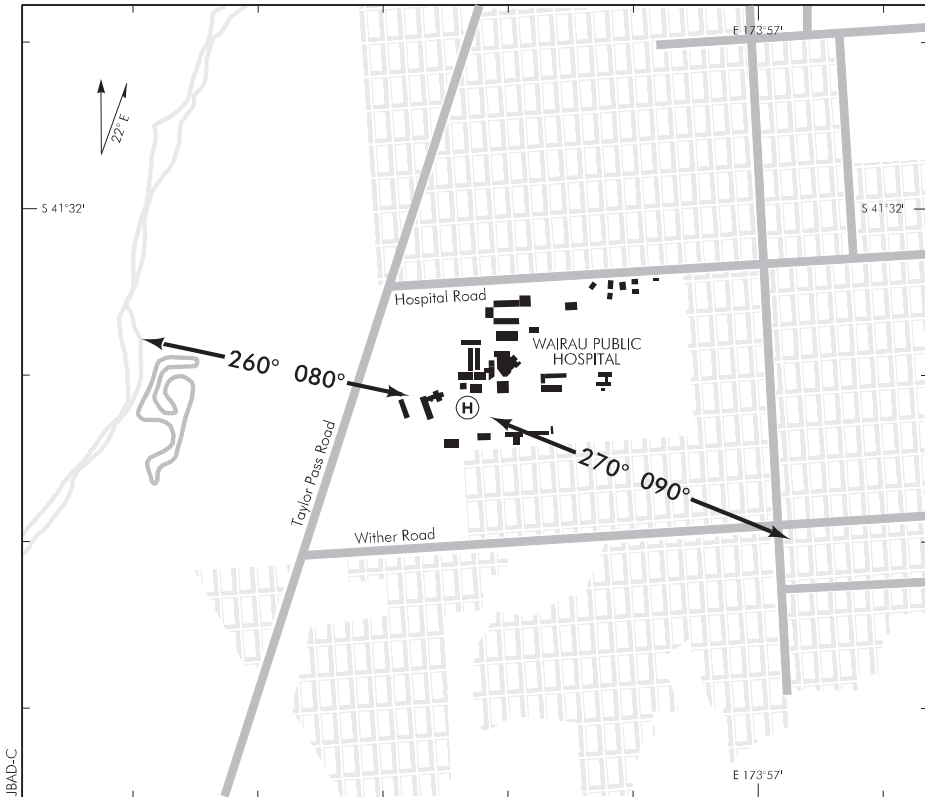 E 173°57'
22° E
S 41°32'
S 41°32'
Hospital Road
WAIRAU PUBLIC
HOSPITAL
260° 080°
H
Taylor Pass Road
270° 090°
Wither Road
E 173°57'
JBAD-C